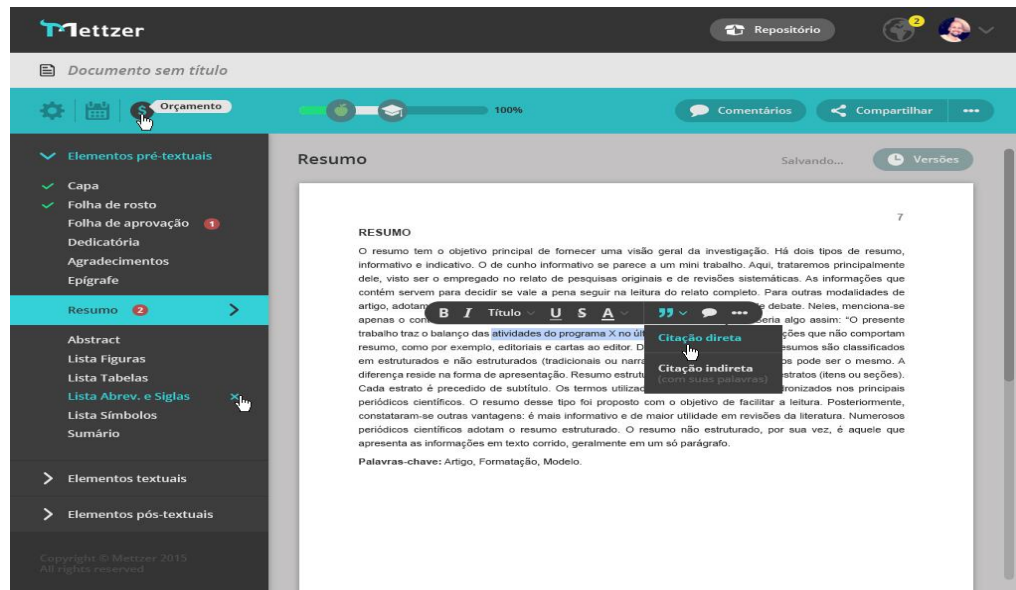 Mettzer
Repositório
2
Documento sem título
Orçamento
100%
Comentários
Compartilhar
Elementos pré-textuais
Capa
Folha de rosto
Folha de aprovação 1
Dedicatória
Agradecimentos
Epígrafe
Resumo 2
Abstract
Lista Figuras
Lista Tabelas
Lista Abrev. e Siglas
Lista Símbolos
Sumário
Elementos textuais
Elementos pós-textuais
Copyright © Mettzer 2015
All rights reserved
Resumo
Salvando...
Versões
7
RESUMO
O resumo tem o objetivo principal de fornecer uma visão geral da investigação. Há dois tipos de resumo,
informativo e indicativo. O de cunho informativo se parece a um mini trabalho. Aqui, trataremos principalmente
dele, visto ser o empregado no relato de pesquisas originais e de revisões sistemáticas. As informações que
contém servem para decidir se vale a pena seguir na leitura do relato completo. Para outras modalidades de
artigo, debate. Neles, menciona-se
apenas o algo assim: “O presente
trabalho traz o balanço das atividades do programa X no que não comportam
resumo, como por exemplo, editoriais e cartas ao editor. são classificados
em estruturados e não estruturados (tradicionais ou pode ser o mesmo. A
diferença reside na forma de apresentação. Resumo (itens ou seções).
Cada estrato é precedido de subtítulo. Os termos nos principais
periódicos científicos. O resumo desse tipo foi proposto com o objetivo de facilitar a leitura. Posteriormente,
constataram-se outras vantagens: é mais informativo e de maior utilidade em revisões da literatura. Numerosos
periódicos científicos adotam o resumo estruturado. O resumo não estruturado, por sua vez, é aquele que
apresenta as informações em texto corrido, geralmente em um só parágrafo.
Palavras-chave: Artigo, Formatação, Modelo.
B I Título U S A
Citação direta
Citação indireta
(com suas palavras)